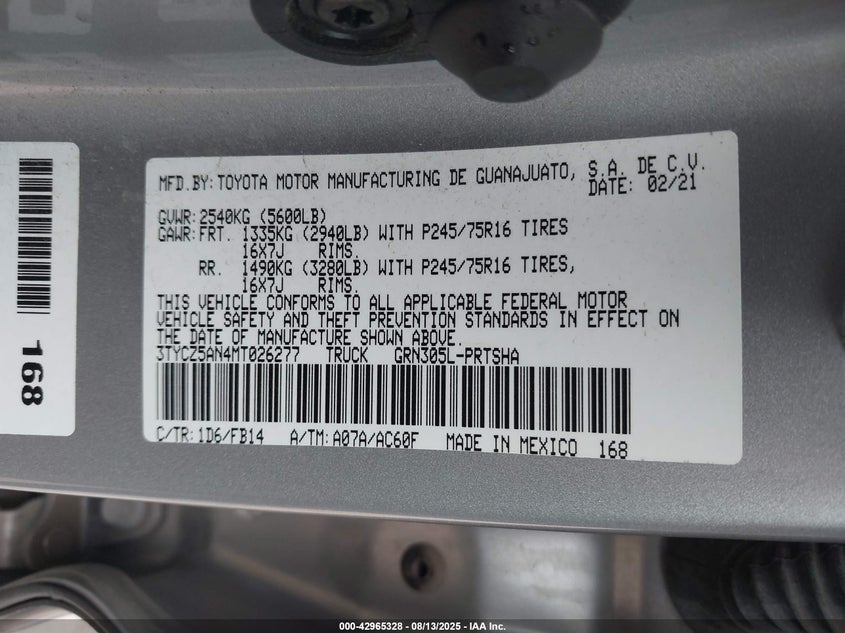 MFD.BY: TOYOTA MOTOR MANUFACTURING DE GUANAJUATO, S.A. DE C.V.
DATE: 02/21
GVWR: 2540KG (5600LB)
GAWR: FRT. 1335KG (2940LB) WITH P245/75R16 TIRES
16X7J RIMS.
RR. 1490KG (3280LB) WITH P245/75R16 TIRES,
16X7J RIMS.
THIS VEHICLE CONFORMS TO ALL APPLICABLE FEDERAL MOTOR
VEHICLE SAFETY AND THEFT PREVENTION STANDARDS IN EFFECT ON
THE DATE OF MANUFACTURE SHOWN ABOVE.
3TYCZ5AN4MT026277 TRUCK GRN305L-PRTSHA
C/TR: 1D6/FB14 A/TM: A07A/AC60F MADE IN MEXICO 168
168
000-42965328 - 08/13/2025 - IAA Inc.